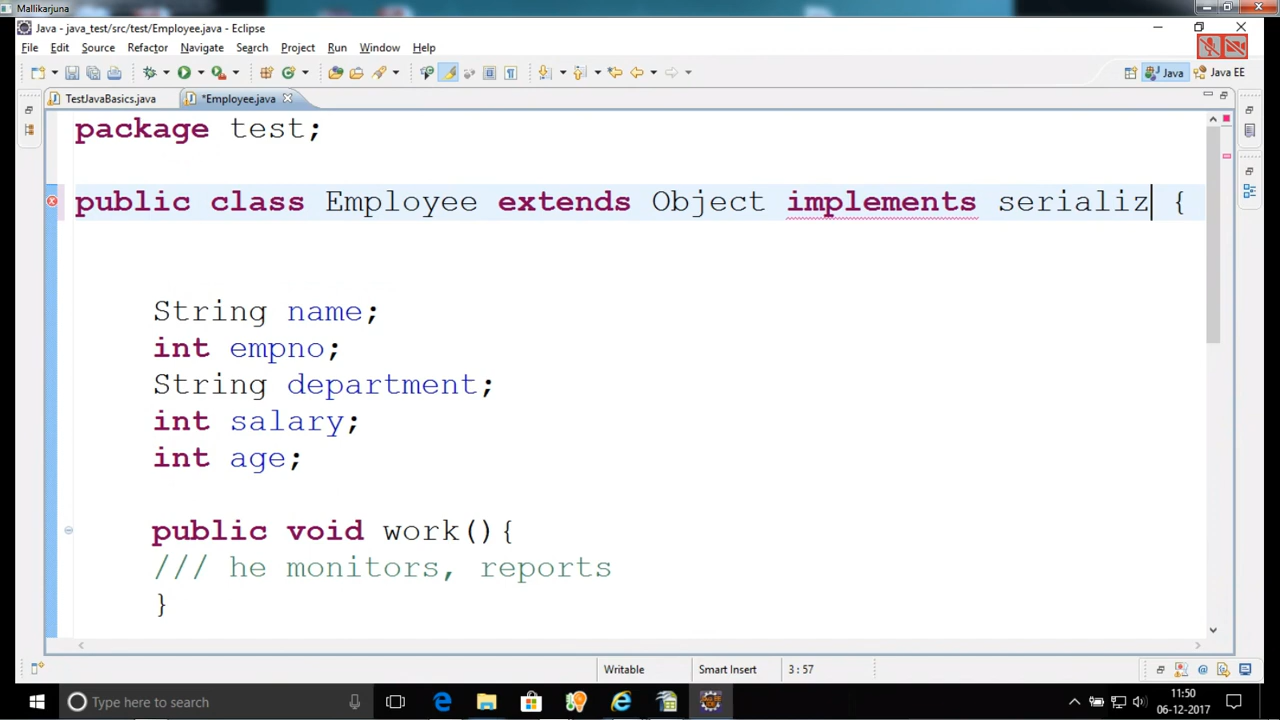 Mallikarjuna
Java - java_test/src/test/Employee.java - Eclipse
File Edit Source Refactor Navigate Search Project Run Window Help
Java Java EE
TestJavaBasics.java *Employee.java
package test;
public class Employee extends Object implements serializ {
String name;
int empno;
String department;
int salary;
int age;
public void work(){
/// he monitors, reports
}
Writable Smart Insert 3 : 57
Type here to search
11:50
06-12-2017